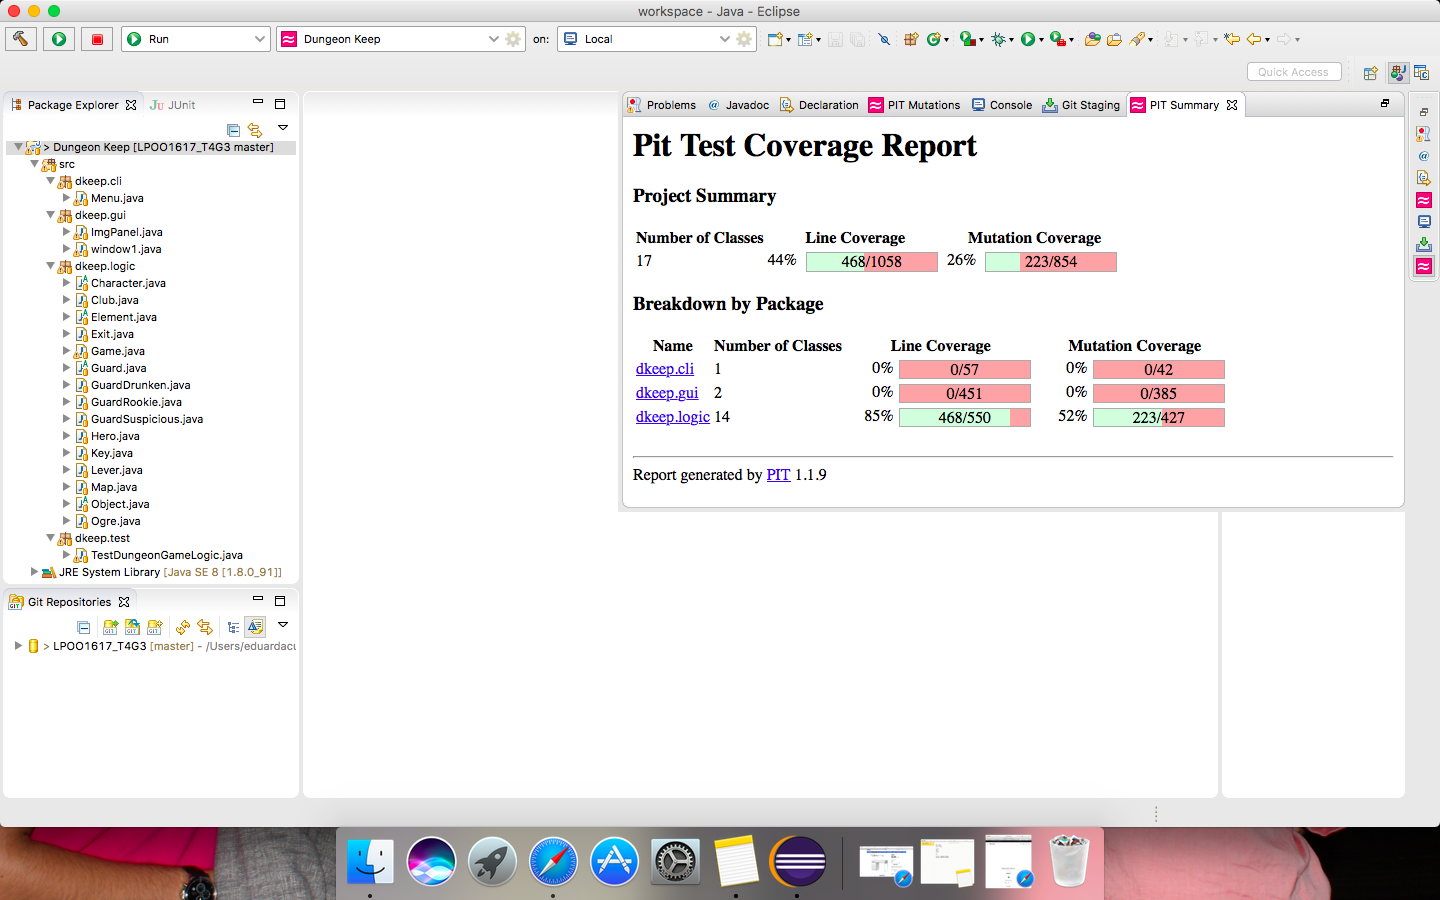 workspace - Java - Eclipse
Run
Dungeon Keep
on:
Local
Quick Access
Package Explorer
JUnit
> Dungeon Keep [LPOO1617_T4G3 master]
src
dkeep.cli
Menu.java
dkeep.gui
ImgPanel.java
window1.java
dkeep.logic
Character.java
Club.java
Element.java
Exit.java
Game.java
Guard.java
GuardDrunken.java
GuardRookie.java
GuardSuspicious.java
Hero.java
Key.java
Lever.java
Map.java
Object.java
Ogre.java
dkeep.test
TestDungeonGameLogic.java
JRE System Library [Java SE 8 [1.8.0_91]]
Git Repositories
> LPOO1617_T4G3 [master] - /Users/eduardacu
Problems
Javadoc
Declaration
PIT Mutations
Console
Git Staging
PIT Summary
Pit Test Coverage Report
Project Summary
Number of Classes Line Coverage Mutation Coverage
17 44% 468/1058 26% 223/854
Breakdown by Package
Name Number of Classes Line Coverage Mutation Coverage
dkeep.cli 1 0% 0/57 0% 0/42
dkeep.gui 2 0% 0/451 0% 0/385
dkeep.logic 14 85% 468/550 52% 223/427
Report generated by PIT 1.1.9